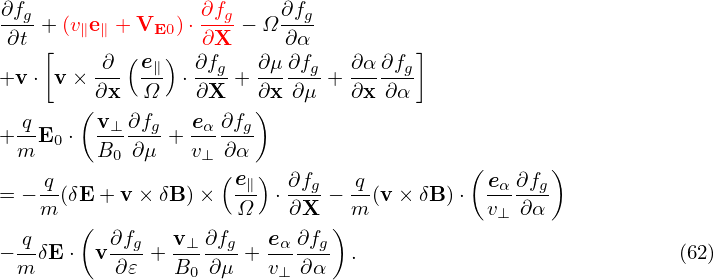 ∂f_g/∂t + (v_∥ e_∥ + V_E0) · ∂f_g/∂X − Ω ∂f_g/∂α
+v · [v × ∂/∂x (e_∥/Ω) · ∂f_g/∂X + ∂μ/∂x ∂f_g/∂μ + ∂α/∂x ∂f_g/∂α]
+ q/m E_0 · (v_⊥/B_0 ∂f_g/∂μ + e_α/v_⊥ ∂f_g/∂α)
= − q/m (δE + v × δB) × (e_∥/Ω) · ∂f_g/∂X − q/m (v × δB) · (e_α/v_⊥ ∂f_g/∂α)
− q/m δE · (v ∂f_g/∂ε + v_⊥/B_0 ∂f_g/∂μ + e_α/v_⊥ ∂f_g/∂α) . (62)